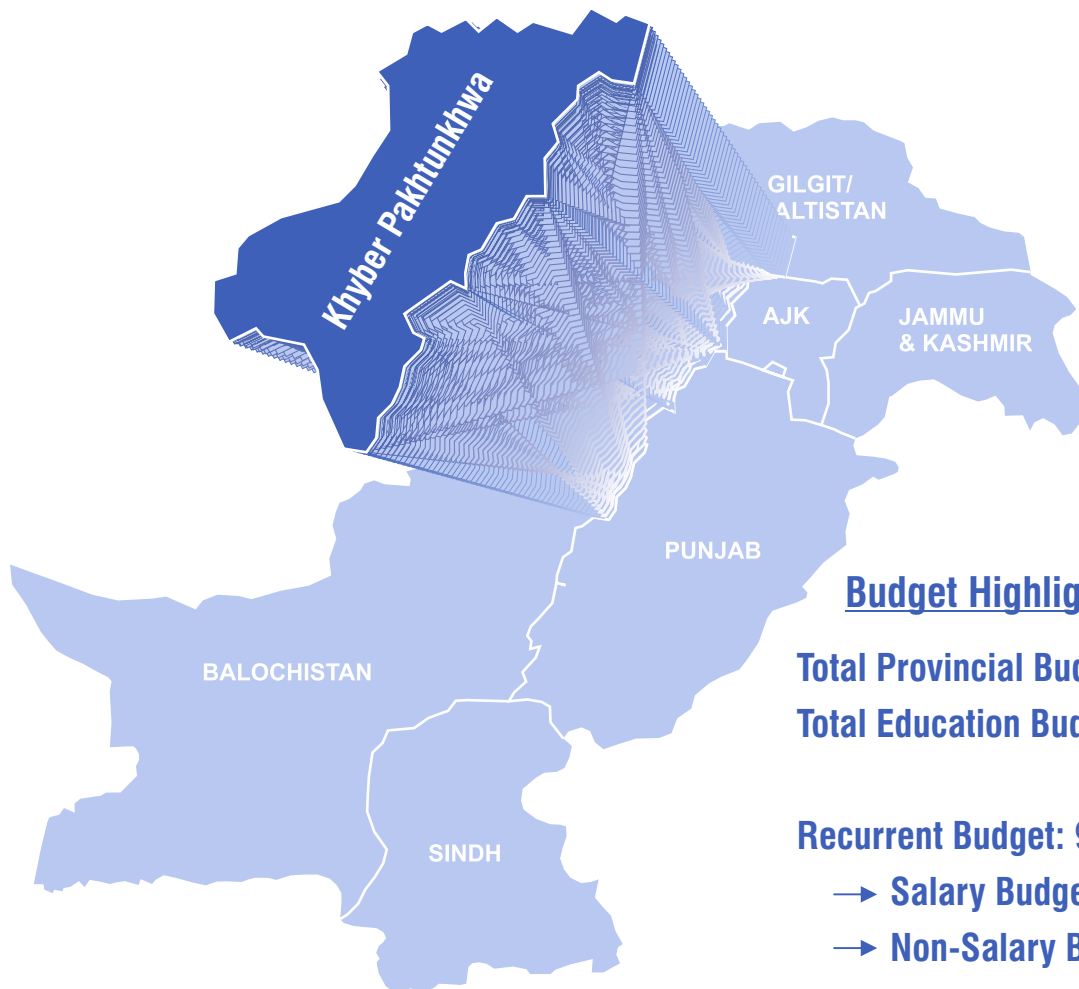 Khyber Pakhtunkhwa
GILGIT/
ALTISTAN
AJK
JAMMU
& KASHMIR
PUNJAB
BALOCHISTAN
SINDH
Budget Highlig
Total Provincial Bud
Total Education Bud
Recurrent Budget: 9
→ Salary Budge
→ Non-Salary B